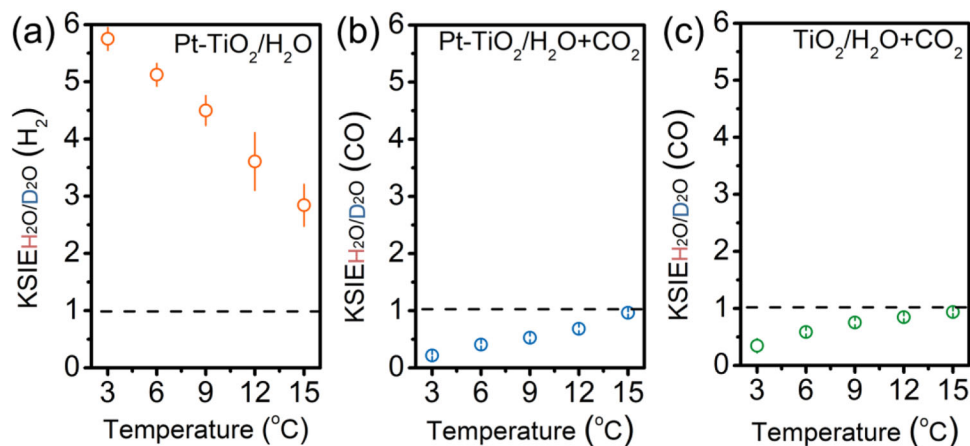 (a)
Pt-TiO₂/H₂O
KSIEH₂O/D₂O (H₂)
6
5
4
3
2
1
0
3 6 9 12 15
Temperature (°C)
(b)
Pt-TiO₂/H₂O+CO₂
KSIEH₂O/D₂O (CO)
6
5
4
3
2
1
0
3 6 9 12 15
Temperature (°C)
(c)
TiO₂/H₂O+CO₂
KSIEH₂O/D₂O (CO)
6
5
4
3
2
1
0
3 6 9 12 15
Temperature (°C)